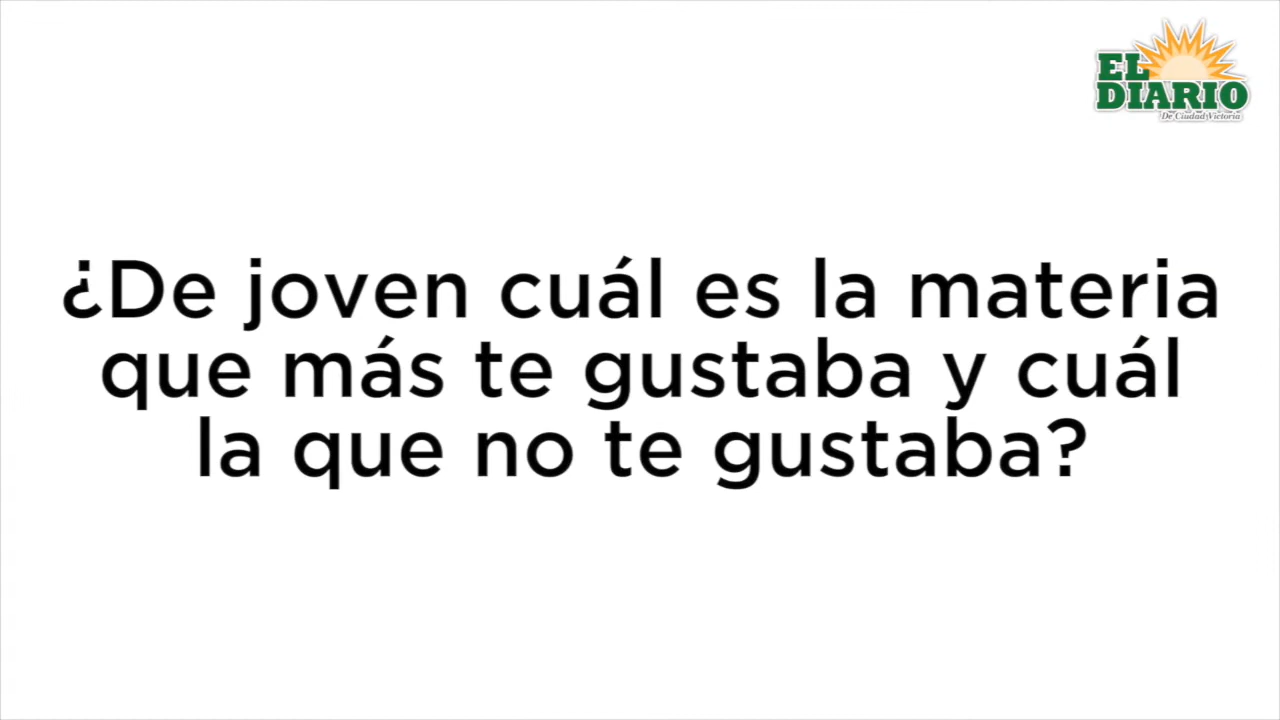 EL
DIARIO
De Ciudad Victoria
¿De joven cuál es la materia
que más te gustaba y cuál
la que no te gustaba?